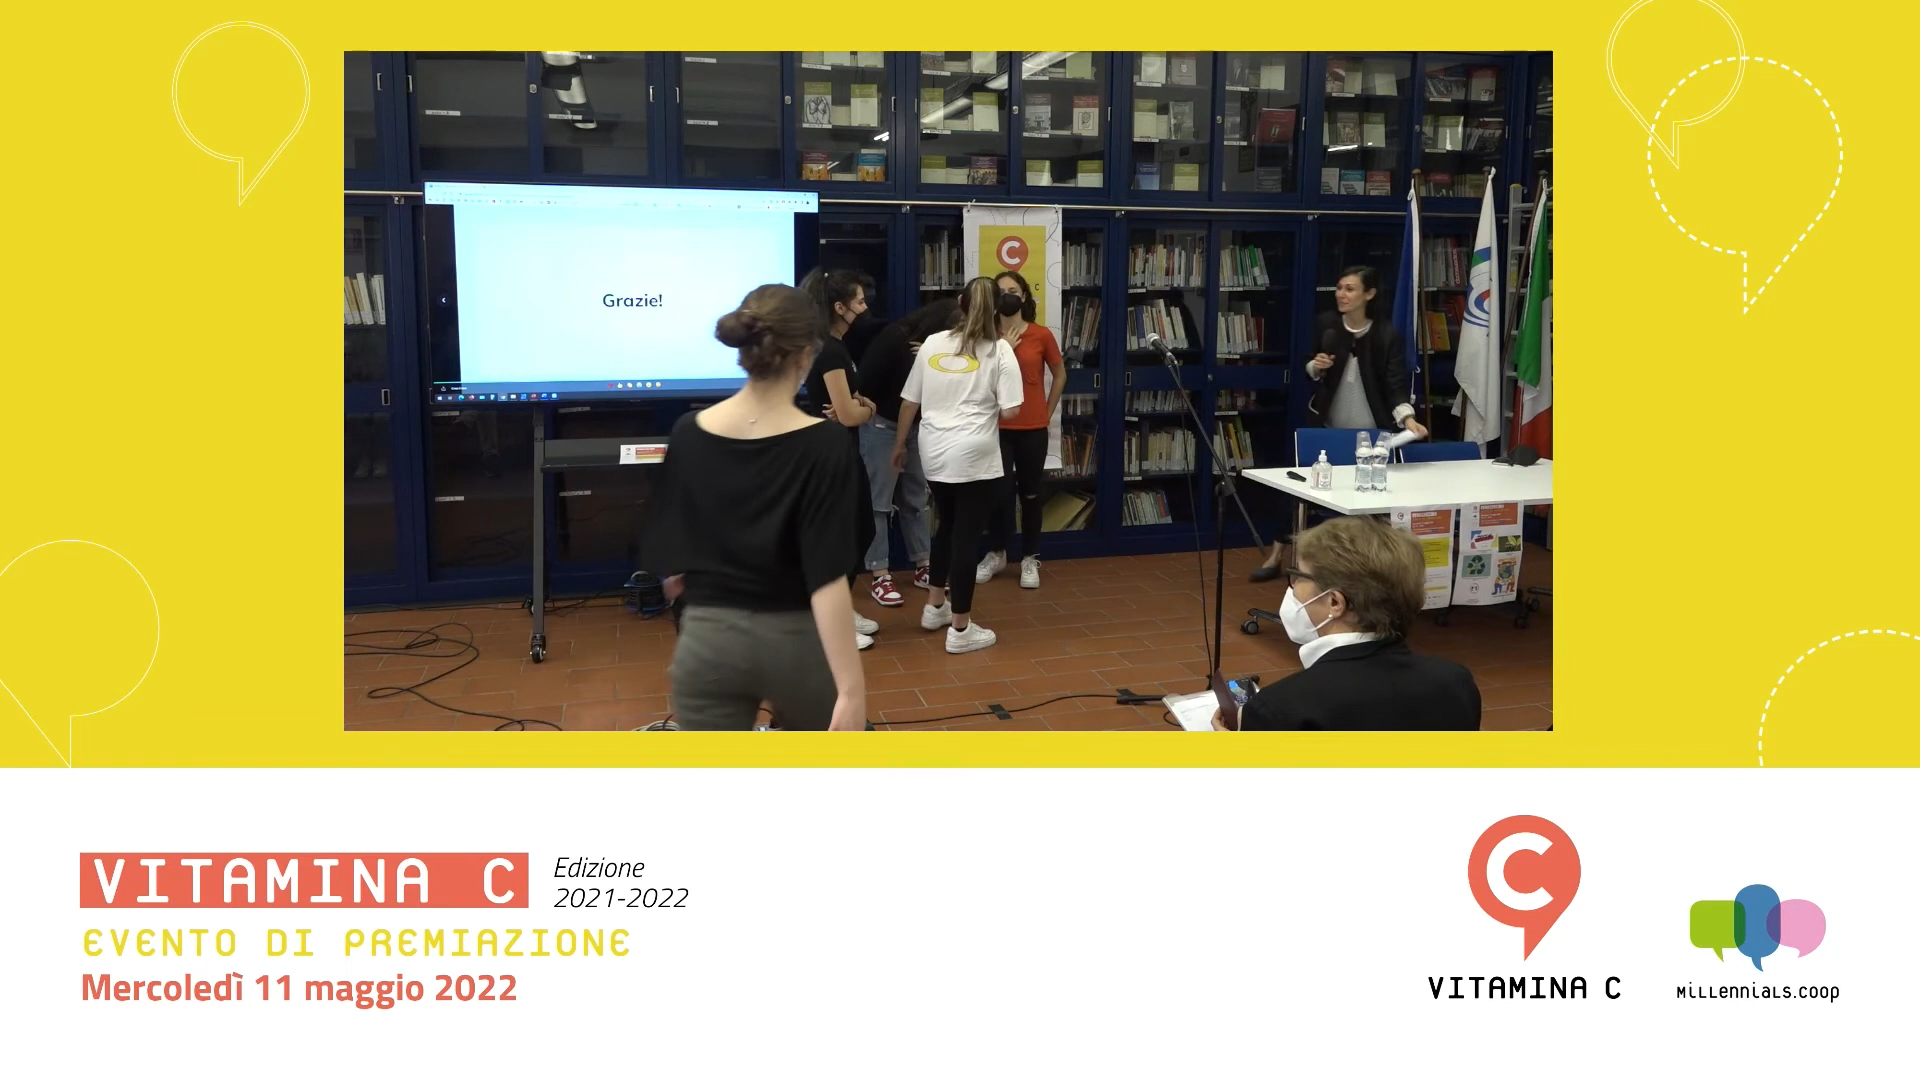 Grazie!
C
VITAMINA C
Edizione
2021-2022
EVENTO DI PREMIAZIONE
Mercoledì 11 maggio 2022
C
VITAMINA C
MiLLenniaLS.coop